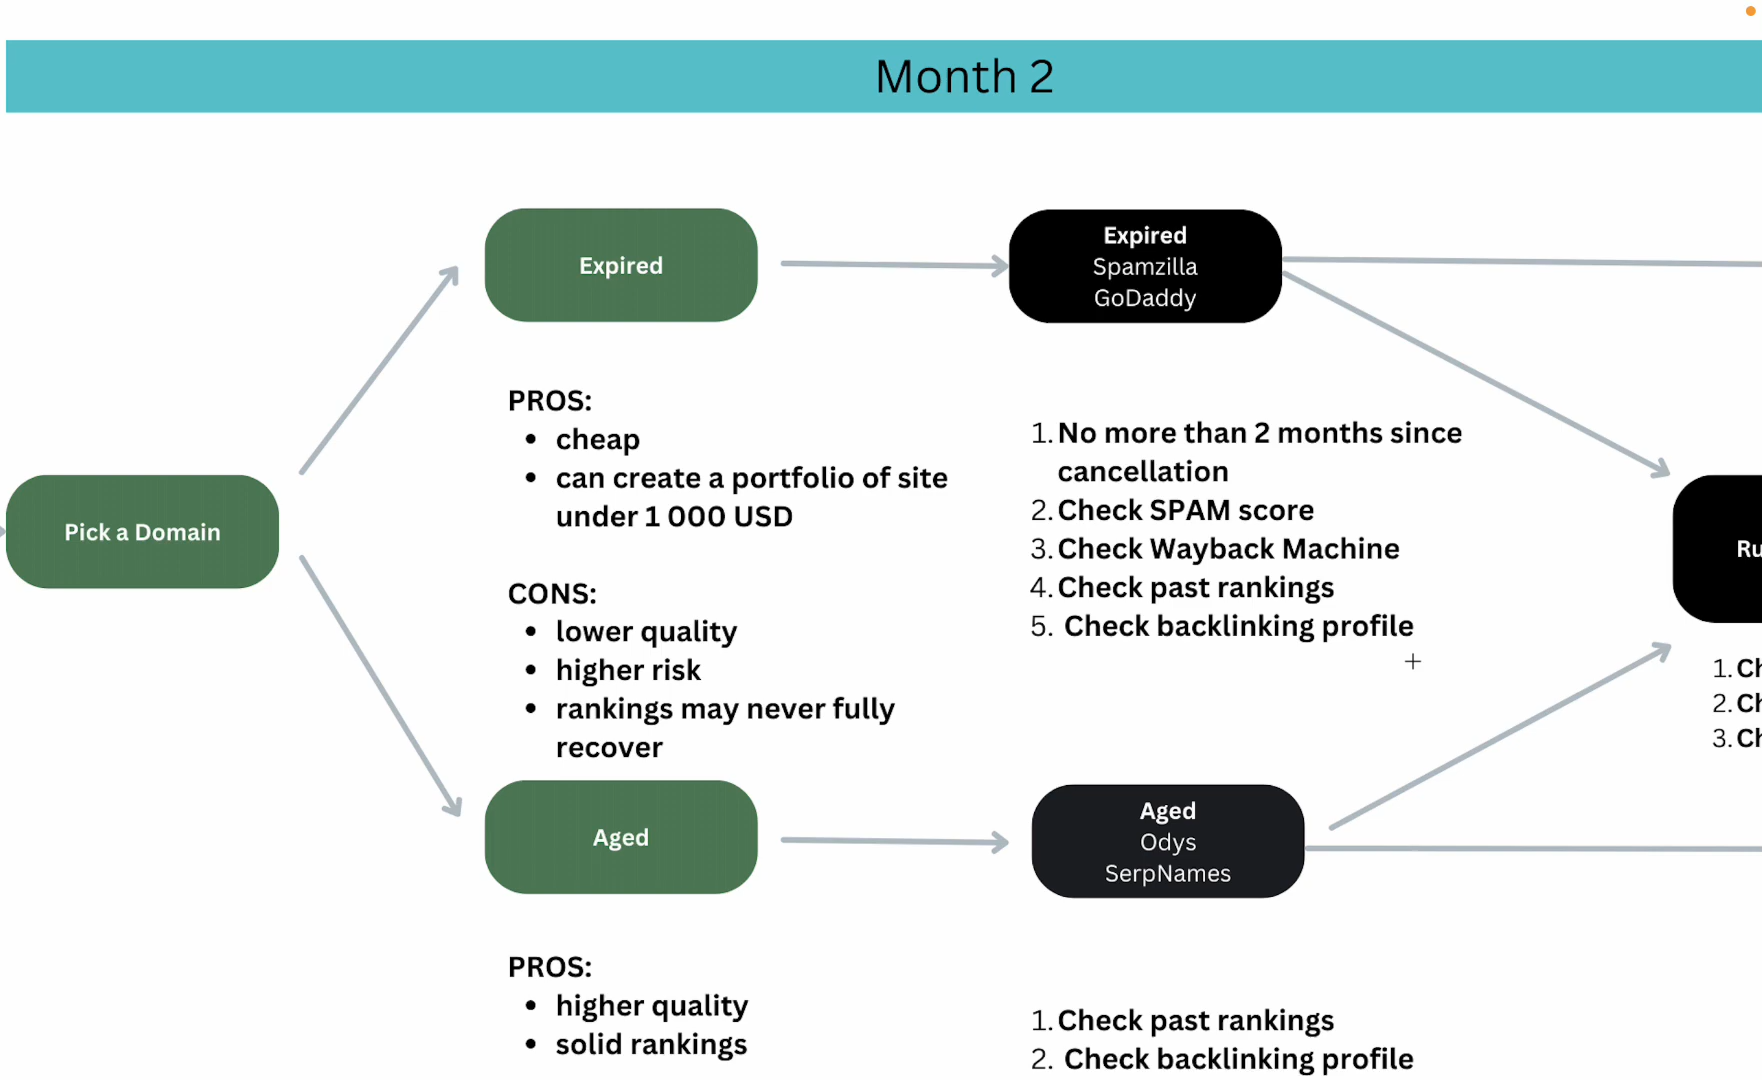 Month 2
Expired
Expired
Spamzilla
GoDaddy
PROS:
• cheap
• can create a portfolio of site
under 1 000 USD
CONS:
• lower quality
• higher risk
• rankings may never fully
recover
1. No more than 2 months since
cancellation
2. Check SPAM score
3. Check Wayback Machine
4. Check past rankings
5. Check backlinking profile
Pick a Domain
1.
2.
3.
Aged
Aged
Odys
SerpNames
PROS:
• higher quality
• solid rankings
1. Check past rankings
2. Check backlinking profile